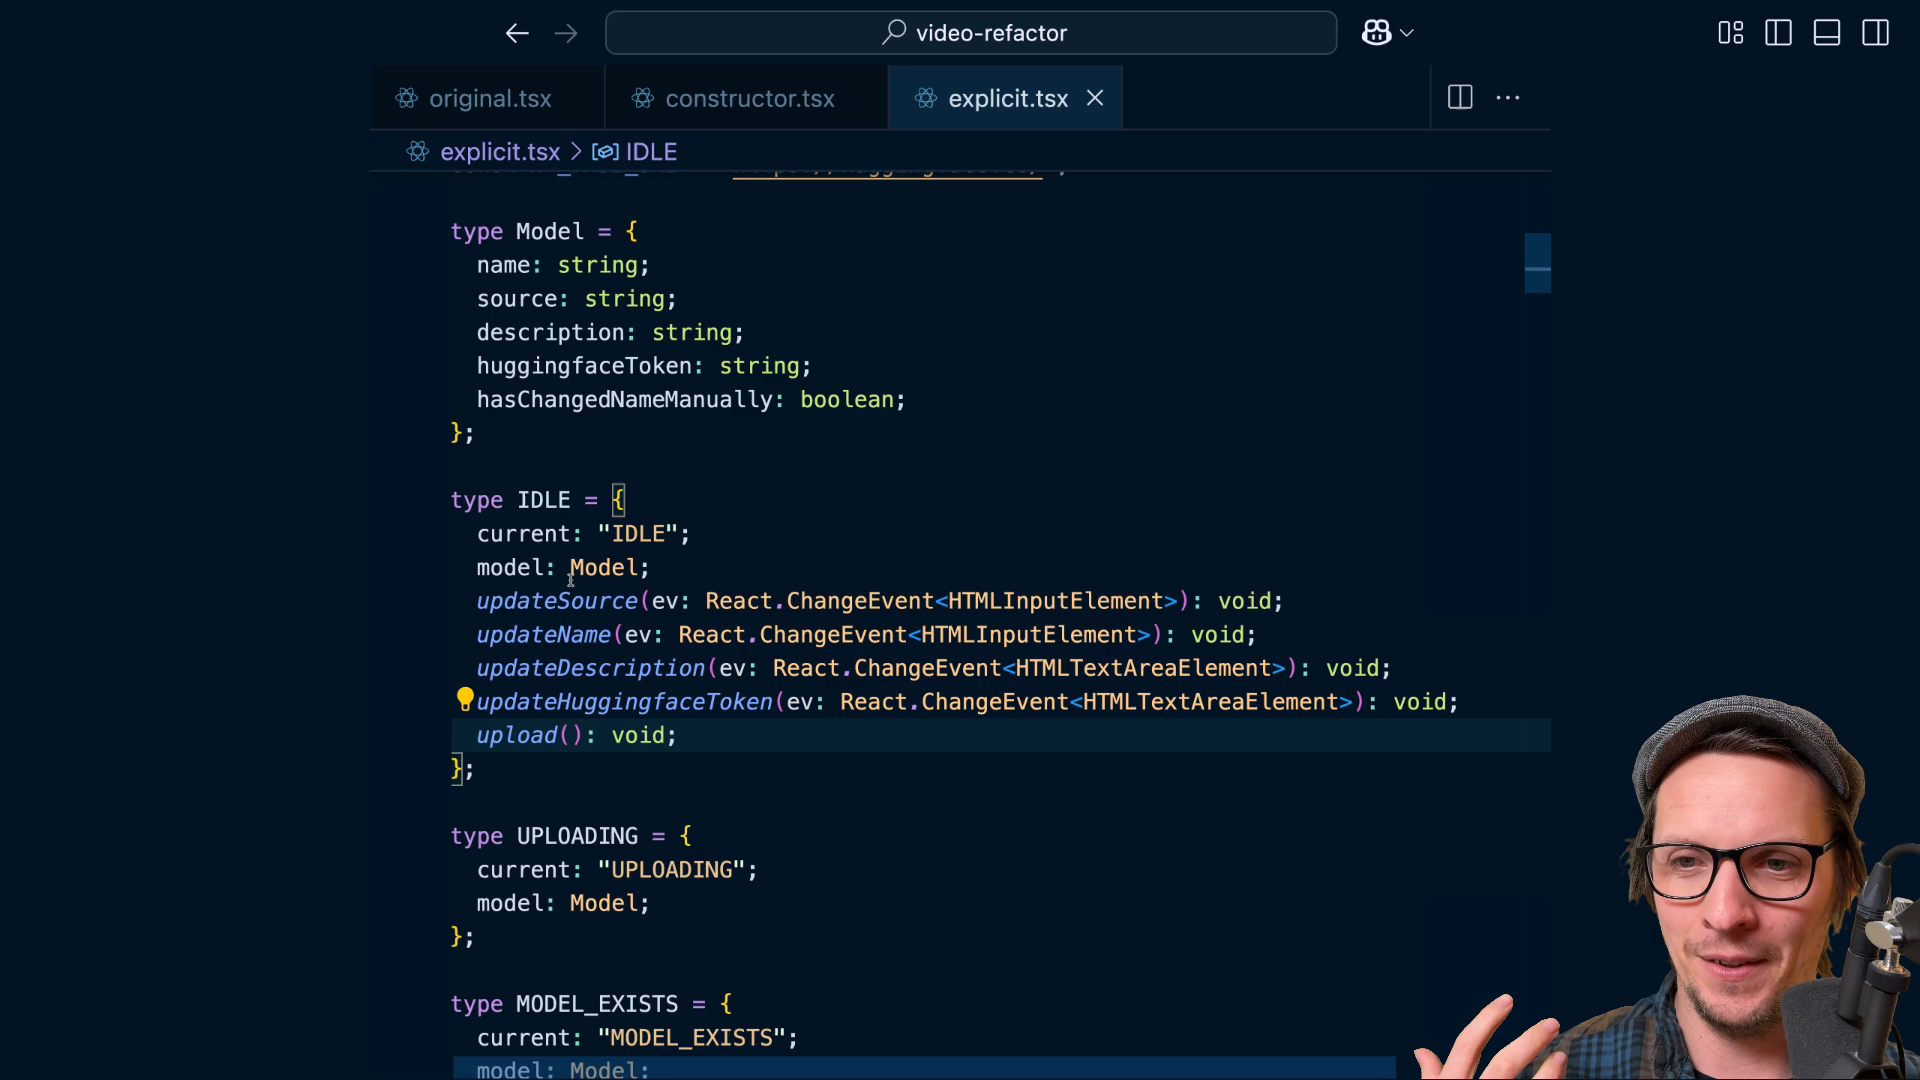 video-refactor
original.tsx
constructor.tsx
explicit.tsx
explicit.tsx > IDLE
type Model = {
name: string;
source: string;
description: string;
huggingfaceToken: string;
hasChangedNameManually: boolean;
};
type IDLE = {
current: "IDLE";
model: Model;
updateSource(ev: React.ChangeEvent<HTMLInputElement>): void;
updateName(ev: React.ChangeEvent<HTMLInputElement>): void;
updateDescription(ev: React.ChangeEvent<HTMLTextAreaElement>): void;
updateHuggingfaceToken(ev: React.ChangeEvent<HTMLTextAreaElement>): void;
upload(): void;
};
type UPLOADING = {
current: "UPLOADING";
model: Model;
};
type MODEL_EXISTS = {
current: "MODEL_EXISTS";
model: Model;